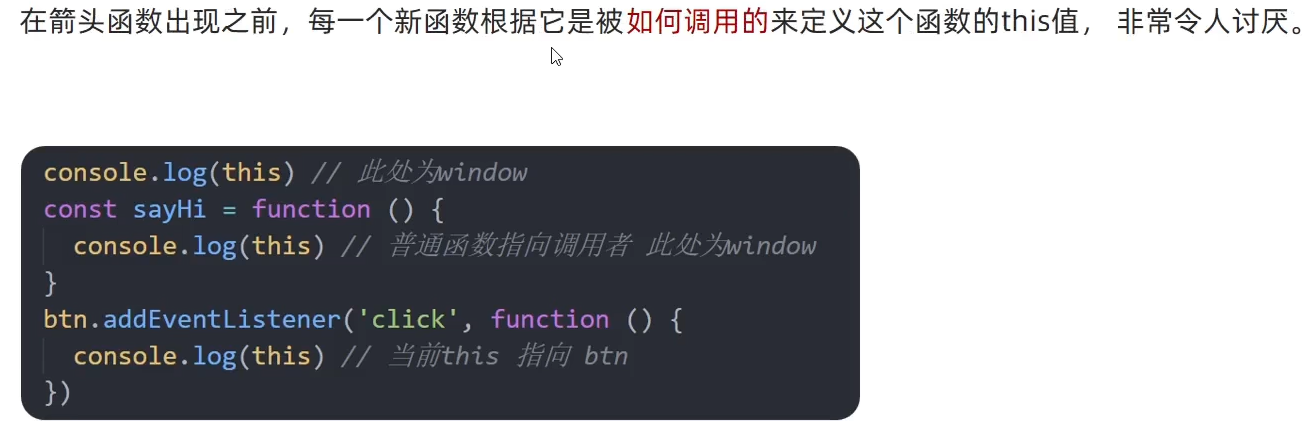 在箭头函数出现之前，每一个新函数根据它是被如何调用的来定义这个函数的this值， 非常令人讨厌。
console.log(this) // 此处为window
const sayHi = function () {
  console.log(this) // 普通函数指向调用者 此处为window
}
btn.addEventListener('click', function () {
  console.log(this) // 当前this 指向 btn
})